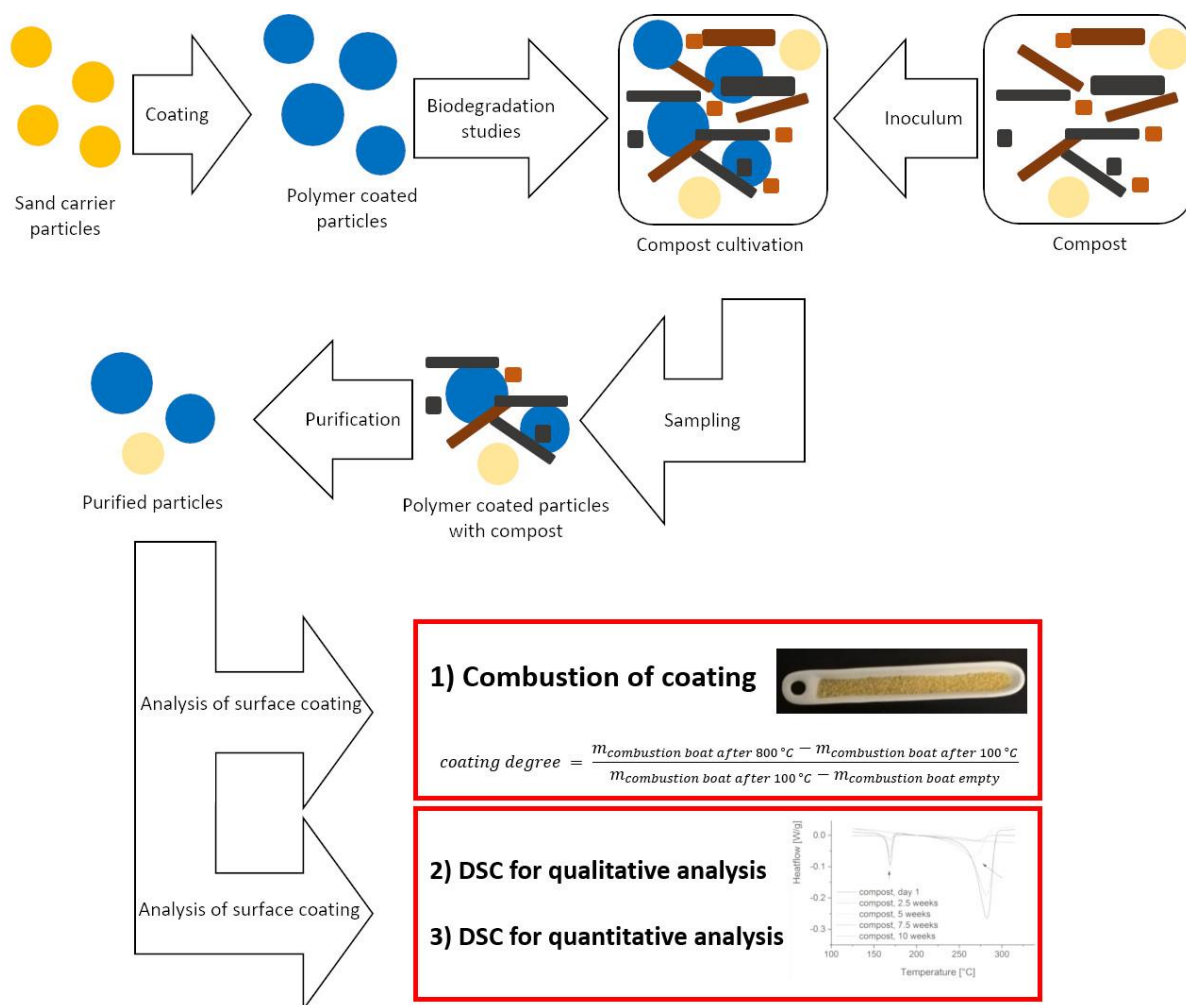 Coating
Biodegradation
studies
Inoculum
Sand carrier
particles
Polymer coated
particles
Compost cultivation
Compost
Purification
Sampling
Purified particles
Polymer coated particles
with compost
Analysis of surface coating
1) Combustion of coating
coating degree = (m combustion boat after 800 °C − m combustion boat after 100 °C) / (m combustion boat after 100 °C − m combustion boat empty)
Analysis of surface coating
2) DSC for qualitative analysis
3) DSC for quantitative analysis
Heatflow [W/g]
0.0
-0.1
-0.2
-0.3
compost, day 1
compost, 2.5 weeks
compost, 5 weeks
compost, 7.5 weeks
compost, 10 weeks
100 150 200 250 300
Temperature [°C]